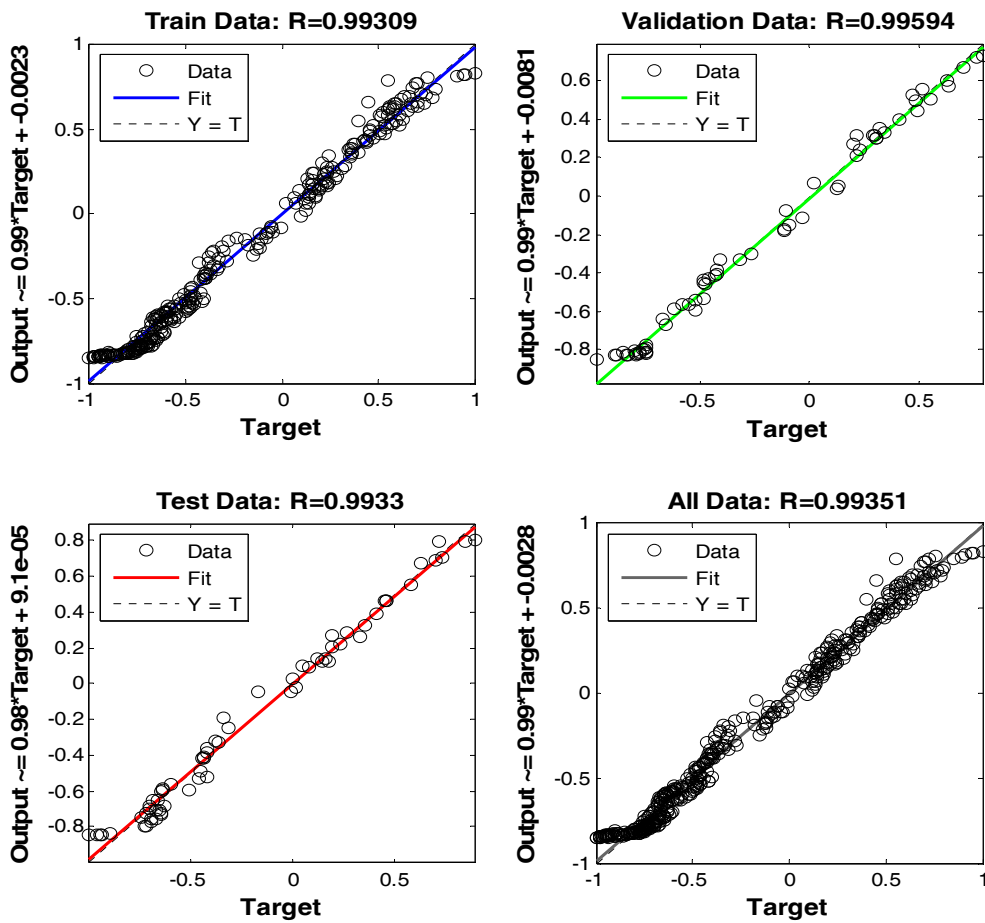 Train Data: R=0.99309
Output ~= 0.99*Target + -0.0023
1
0.5
0
-0.5
-1
Data
Fit
Y = T
-1
-0.5
0
0.5
1
Target
Validation Data: R=0.99594
Output ~= 0.99*Target + -0.0081
0.6
0.4
0.2
0
-0.2
-0.4
-0.6
-0.8
Data
Fit
Y = T
-0.5
0
0.5
Target
Test Data: R=0.9933
Output ~= 0.98*Target + 9.1e-05
0.8
0.6
0.4
0.2
0
-0.2
-0.4
-0.6
-0.8
Data
Fit
Y = T
-0.5
0
0.5
Target
All Data: R=0.99351
Output ~= 0.99*Target + -0.0028
1
0.5
0
-0.5
-1
Data
Fit
Y = T
-1
-0.5
0
0.5
1
Target